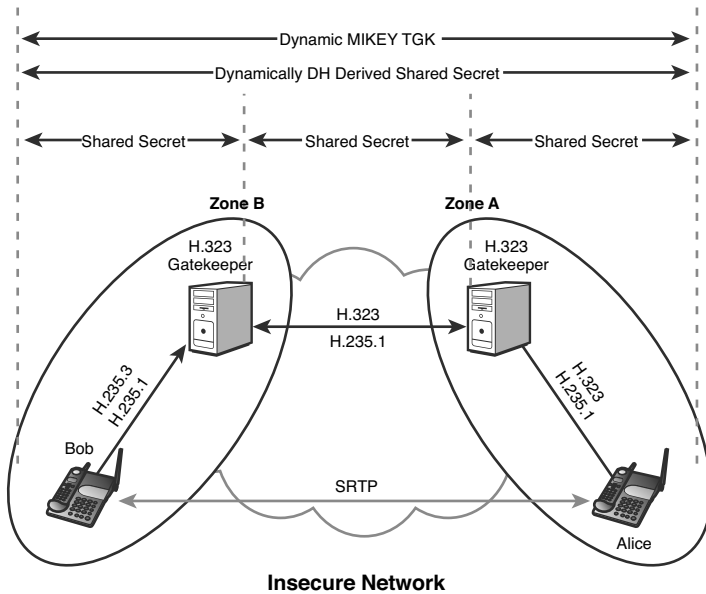 Dynamic MIKEY TGK
Dynamically DH Derived Shared Secret
Shared Secret
Shared Secret
Shared Secret
Zone B
Zone A
H.323
Gatekeeper
H.323
Gatekeeper
H.323
H.235.1
H.235.3
H.235.1
H.323
H.235.1
Bob
SRTP
Alice
Insecure Network